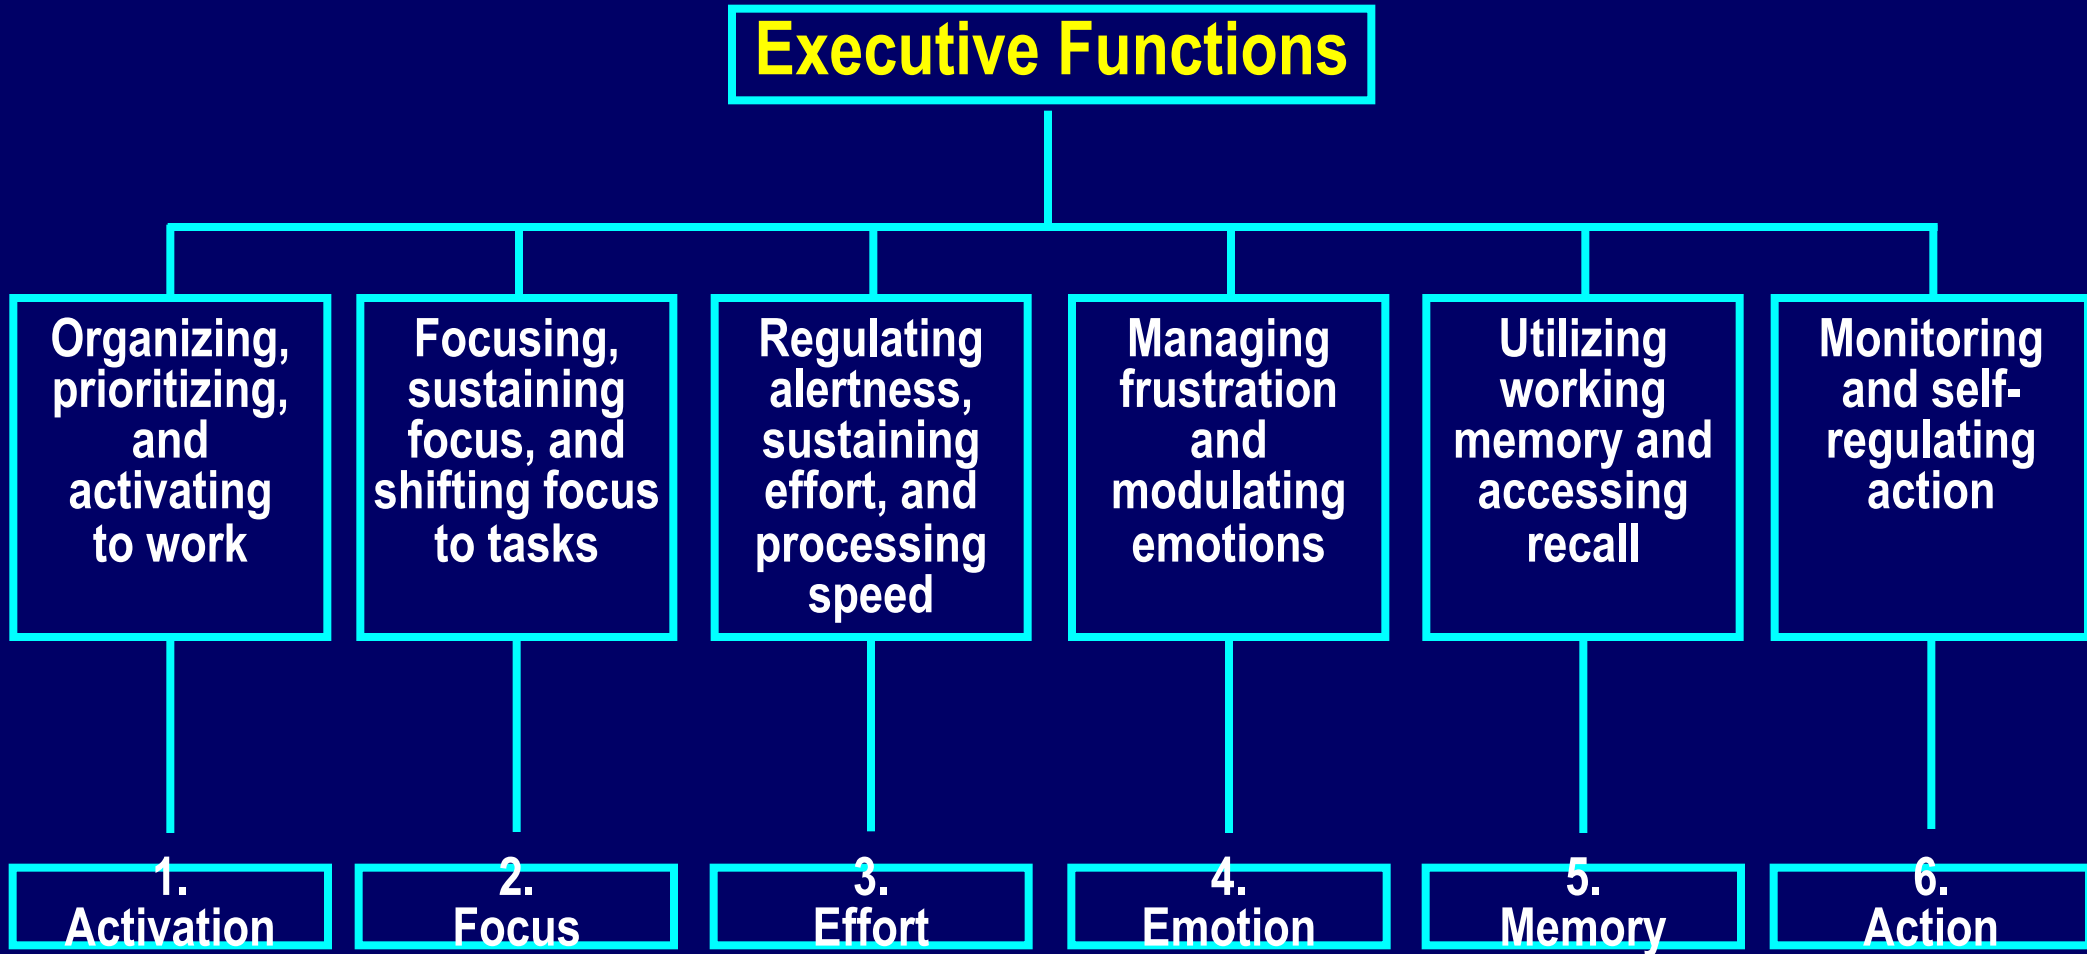 Executive Functions
Organizing,
prioritizing,
and
activating
to work
Focusing,
sustaining
focus, and
shifting focus
to tasks
Regulating
alertness,
sustaining
effort, and
processing
speed
Managing
frustration
and
modulating
emotions
Utilizing
working
memory and
accessing
recall
Monitoring
and self-
regulating
action
1.
Activation
2.
Focus
3.
Effort
4.
Emotion
5.
Memory
6.
Action